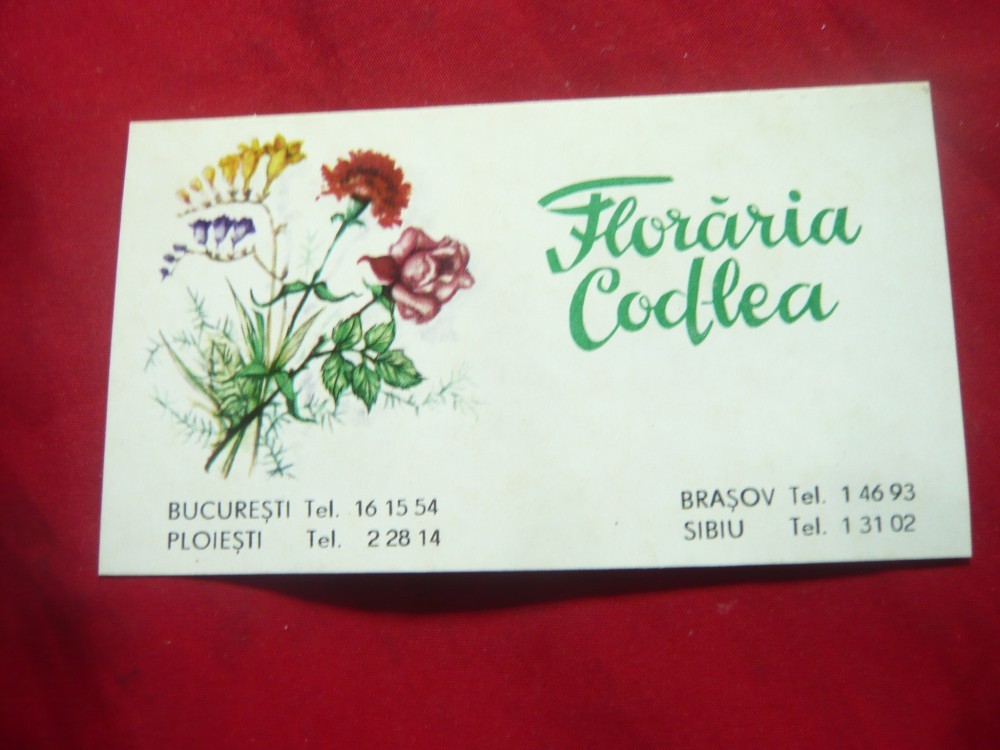 Florăria
Codlea
BUCUREȘTI Tel. 16 15 54
PLOIEȘTI Tel. 2 28 14
BRAȘOV Tel. 1 46 93
SIBIU Tel. 1 31 02